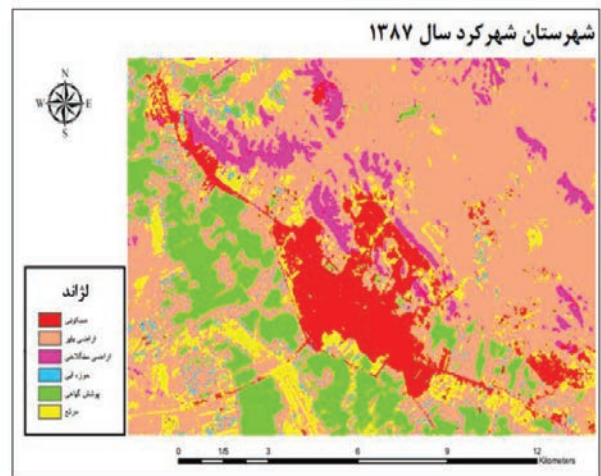 شهرستان شهرکرد سال ۱۳۸۷
N
W E
S
لژاند
مسکونی
اراضی بایر
اراضی سنگلاخی
حوزه آبی
پوشش گیاهی
مرتع
0 1/5 3 6 9 12
Kilometers